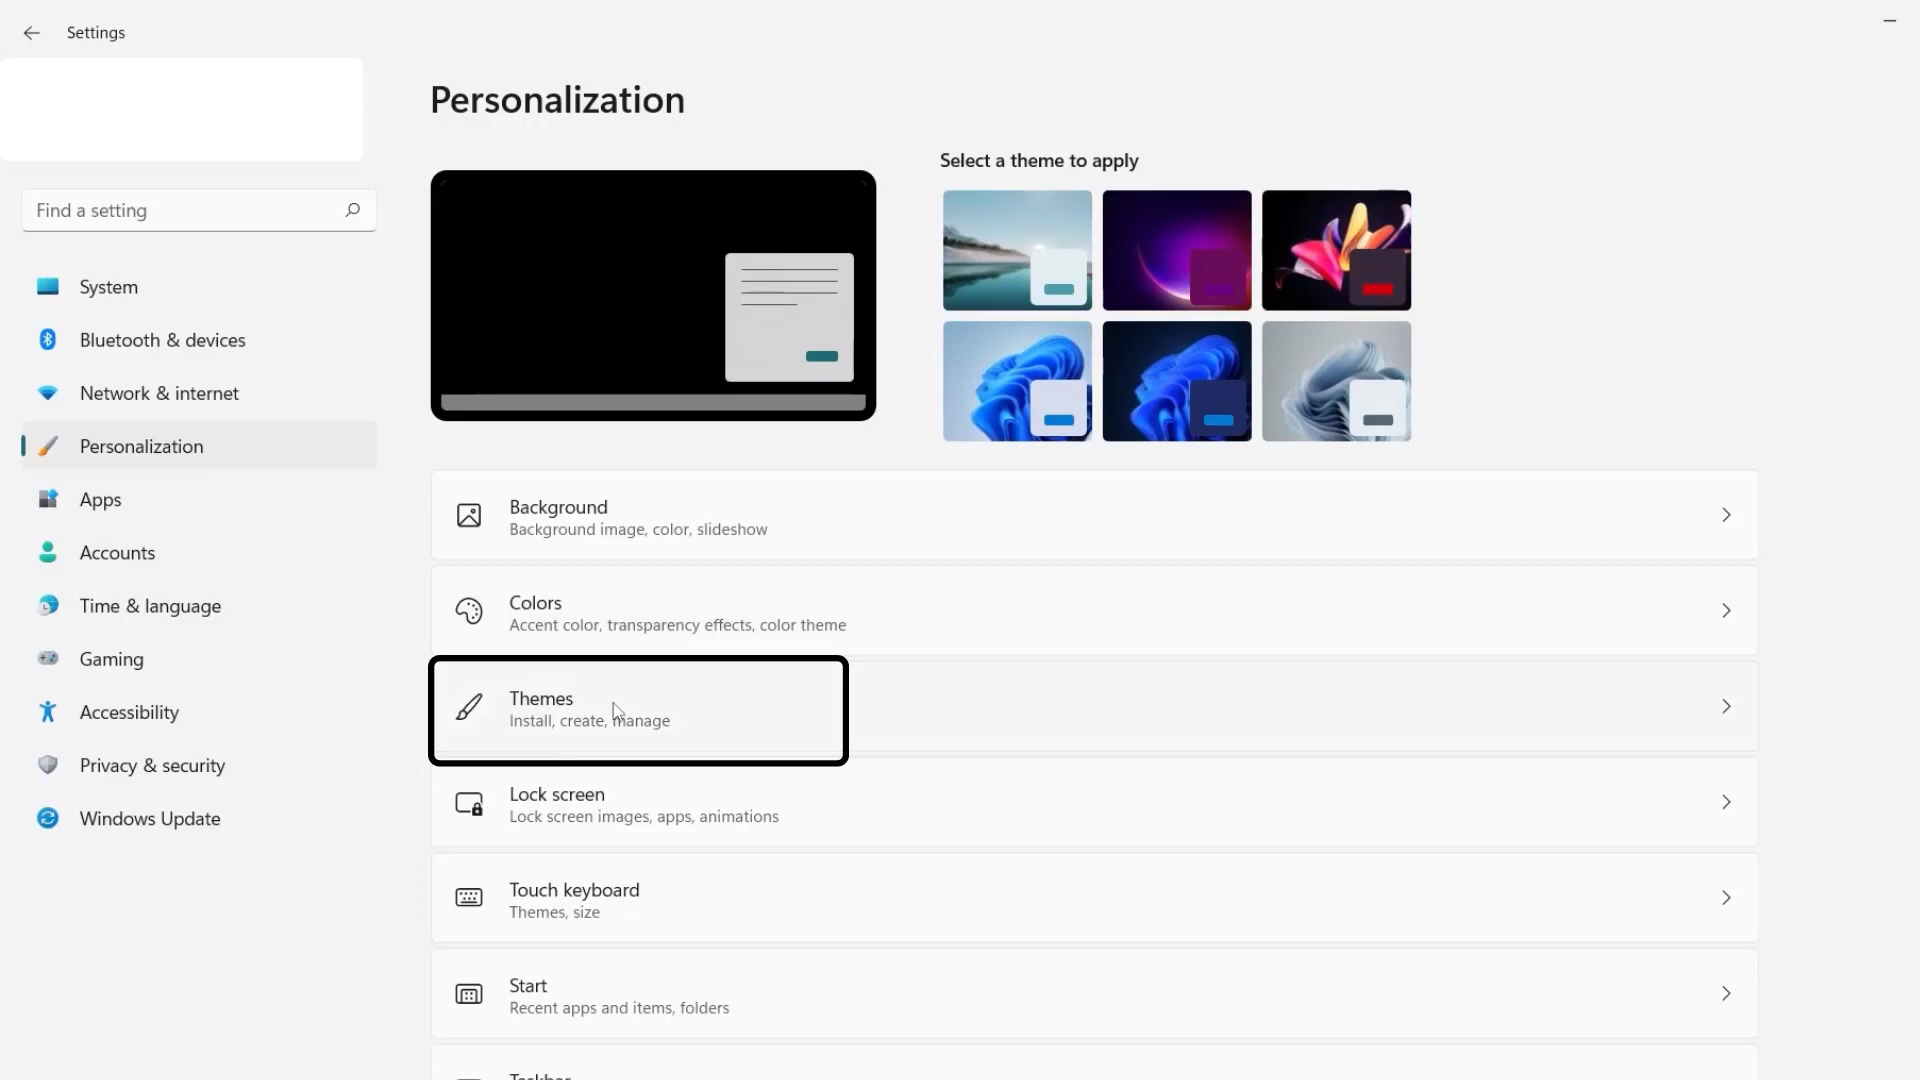 Settings
Find a setting
System
Bluetooth & devices
Network & internet
Personalization
Apps
Accounts
Time & language
Gaming
Accessibility
Privacy & security
Windows Update
Personalization
Select a theme to apply
Background
Background image, color, slideshow
Colors
Accent color, transparency effects, color theme
Themes
Install, create, manage
Lock screen
Lock screen images, apps, animations
Touch keyboard
Themes, size
Start
Recent apps and items, folders
Taskbar